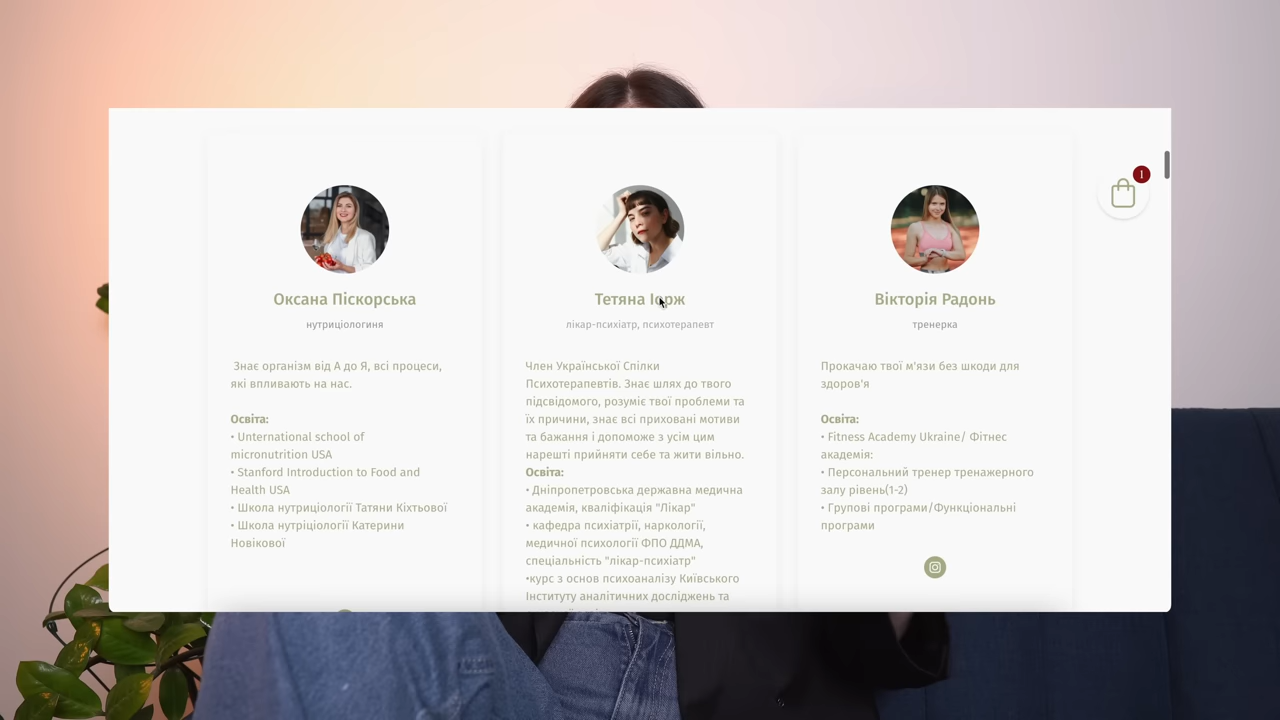 1
Оксана Піскорська
нутриціологиня
Знає організм від А до Я, всі процеси,
які впливають на нас.
Освіта:
• Unternational school of
micronutrition USA
• Stanford Introduction to Food and
Health USA
• Школа нутриціології Татяни Кіхтьової
• Школа нутріціології Катерини
Новікової
Тетяна
лікар-психіатр, психотерапевт
Член Української Спілки
Психотерапевтів. Знає шлях до твого
підсвідомого, розуміє твої проблеми та
їх причини, знає всі приховані мотиви
та бажання і допоможе з усім цим
нарешті прийняти себе та жити вільно.
Освіта:
• Дніпропетровська державна медична
академія, кваліфікація "Лікар"
• кафедра психіатрії, наркології,
медичної психології ФПО ДДМА,
спеціальність "лікар-психіатр"
•курс з основ психоаналізу Київського
Інституту аналітичних досліджень та
Вікторія Радонь
тренерка
Прокачаю твої м'язи без шкоди для
здоров'я
Освіта:
• Fitness Academy Ukraine/ Фітнес
академія:
• Персональний тренер тренажерного
залу рівень(1-2)
• Групові програми/Функціональні
програми